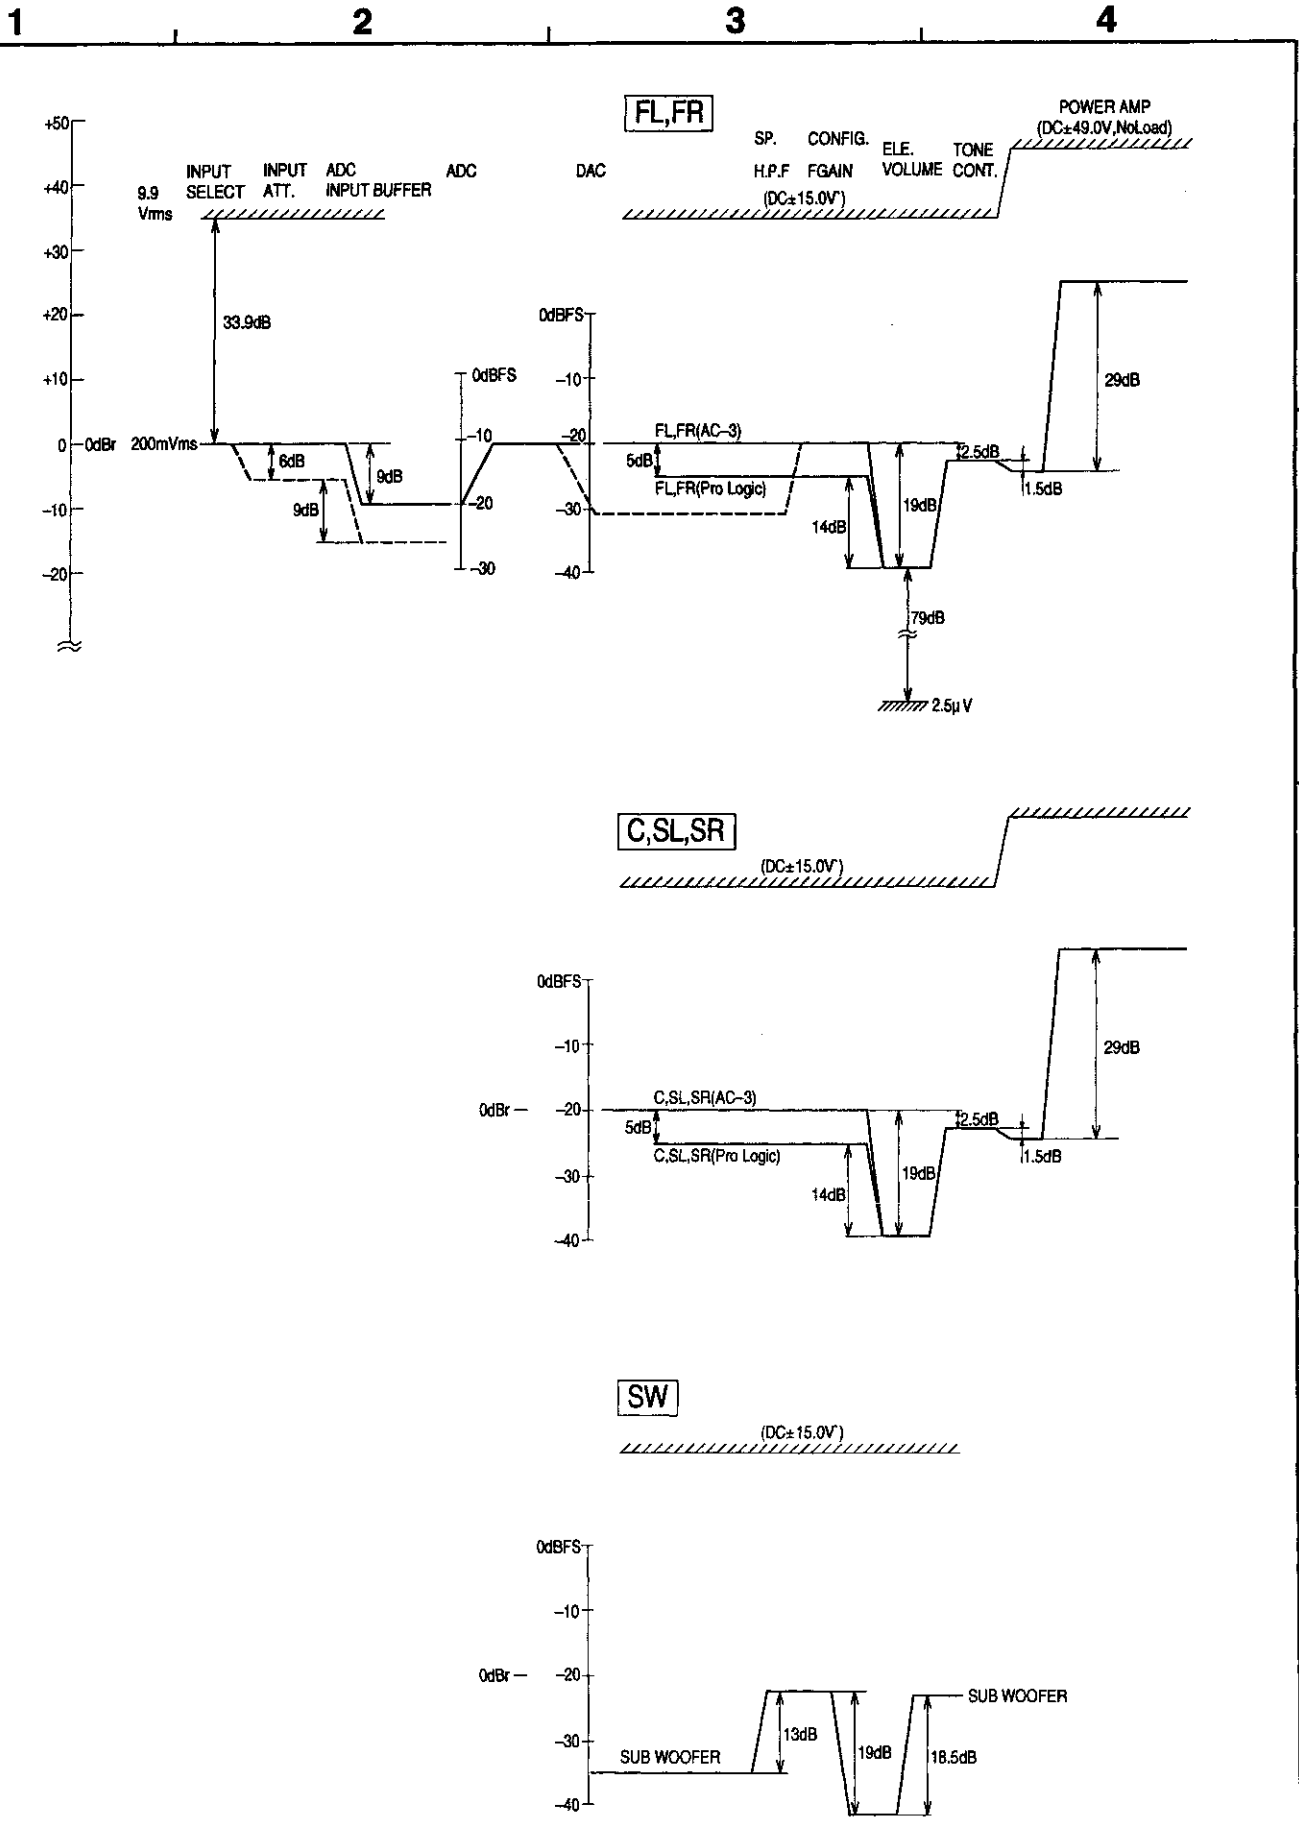 1 2 3 4
FL,FR
POWER AMP
(DC±49.0V,NoLoad)
+50
SP. CONFIG. ELE. TONE
H.P.F FGAIN VOLUME CONT.
(DC±15.0V)
INPUT INPUT ADC ADC DAC
SELECT ATT. INPUT BUFFER
+40
9.9
Vrms
+30
+20
33.9dB
0dBFS
+10
0dBFS
-10
29dB
0
0dBr
200mVrms
-10
-20
FL,FR(AC-3)
2.5dB
6dB
9dB
5dB
FL,FR(Pro Logic)
1.5dB
-10
9dB
-20
-30
14dB
19dB
-20
-30
-40
79dB
2.5μV
C,SL,SR
(DC±15.0V)
0dBFS
-10
29dB
0dBr
-20
C,SL,SR(AC-3)
2.5dB
5dB
C,SL,SR(Pro Logic)
1.5dB
-30
14dB
19dB
-40
SW
(DC±15.0V)
0dBFS
-10
0dBr
-20
SUB WOOFER
-30
13dB
19dB
18.5dB
SUB WOOFER
-40